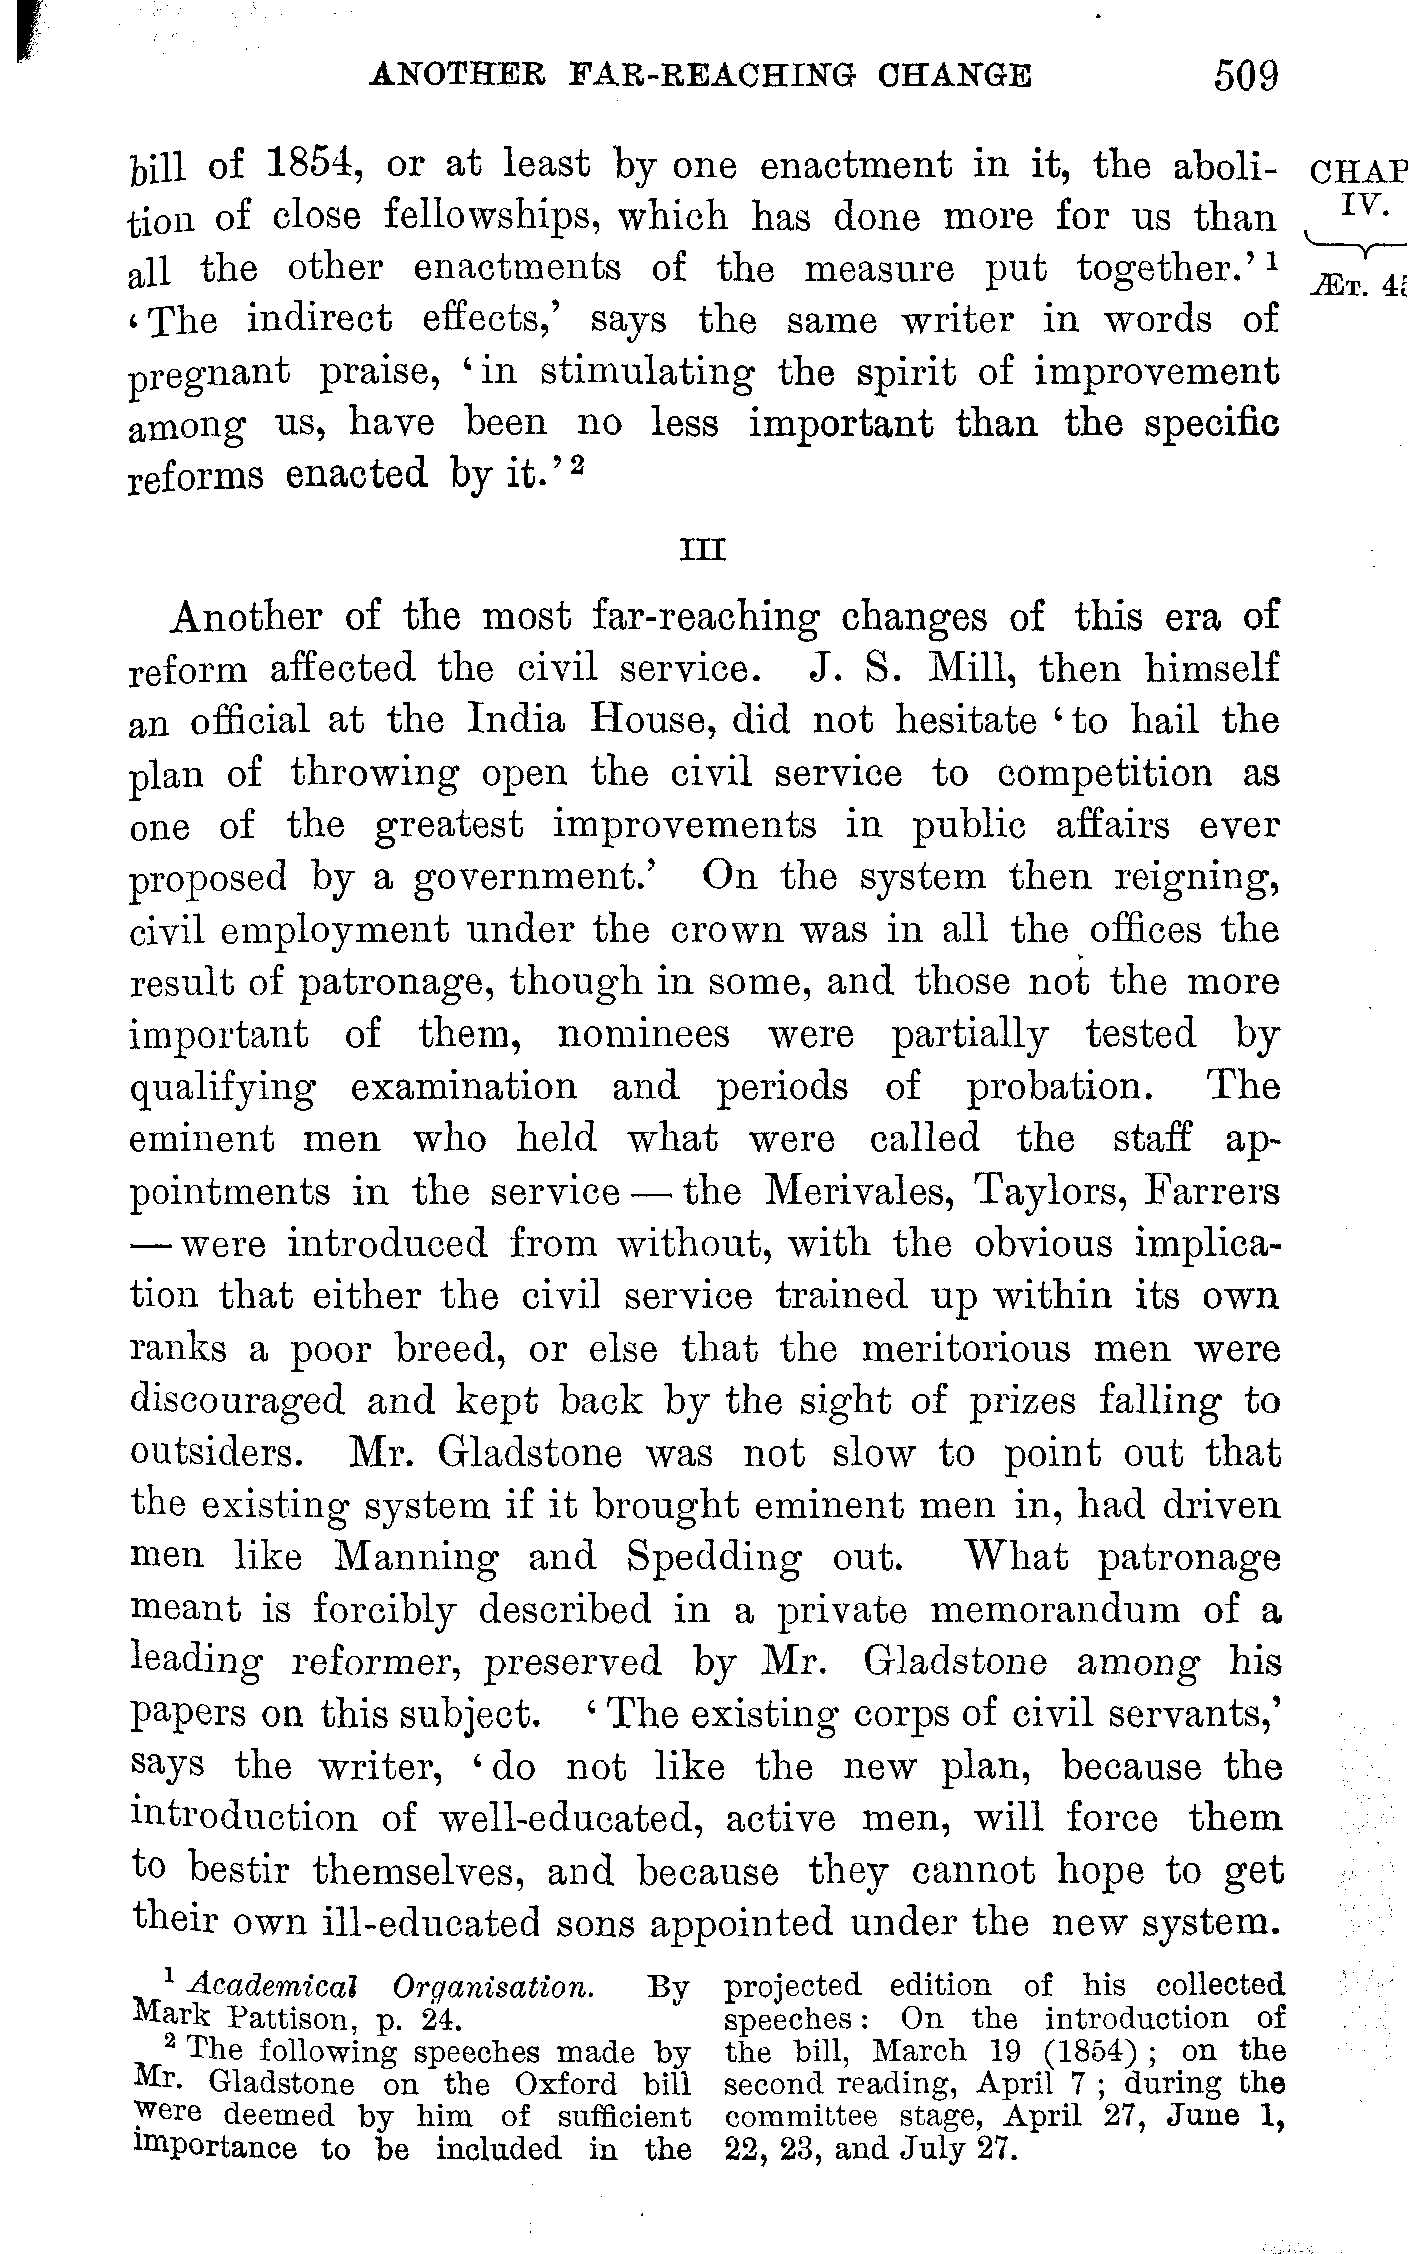 ANOTHER FAR-REACHING CHANGE 509
bill of 1854, or at least by one enactment in it, the aboli-
tion of close fellowships, which has done more for us than
all the other enactments of the measure put together.’ 1
‘The indirect effects,’ says the same writer in words of
pregnant praise, ‘in stimulating the spirit of improvement
among us, have been no less important than the specific
reforms enacted by it.’ 2
CHAP
IV.
ÆT. 45
III
Another of the most far-reaching changes of this era of
reform affected the civil service. J. S. Mill, then himself
an official at the India House, did not hesitate ‘to hail the
plan of throwing open the civil service to competition as
one of the greatest improvements in public affairs ever
proposed by a government.’ On the system then reigning,
civil employment under the crown was in all the offices the
result of patronage, though in some, and those not the more
important of them, nominees were partially tested by
qualifying examination and periods of probation. The
eminent men who held what were called the staff ap-
pointments in the service — the Merivales, Taylors, Farrers
— were introduced from without, with the obvious implica-
tion that either the civil service trained up within its own
ranks a poor breed, or else that the meritorious men were
discouraged and kept back by the sight of prizes falling to
outsiders. Mr. Gladstone was not slow to point out that
the existing system if it brought eminent men in, had driven
men like Manning and Spedding out. What patronage
meant is forcibly described in a private memorandum of a
leading reformer, preserved by Mr. Gladstone among his
papers on this subject. ‘The existing corps of civil servants,’
says the writer, ‘do not like the new plan, because the
introduction of well-educated, active men, will force them
to bestir themselves, and because they cannot hope to get
their own ill-educated sons appointed under the new system.
1 Academical Organisation. By
Mark Pattison, p. 24.
2 The following speeches made by
Mr. Gladstone on the Oxford bill
were deemed by him of sufficient
importance to be included in the
projected edition of his collected
speeches: On the introduction of
the bill, March 19 (1854); on the
second reading, April 7; during the
committee stage, April 27, June 1,
22, 23, and July 27.